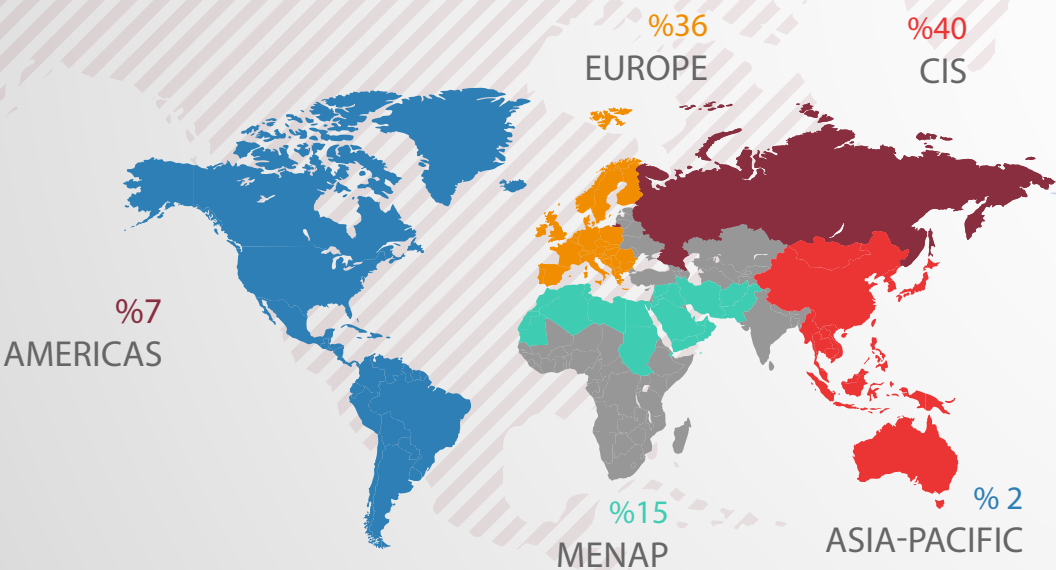 %36
EUROPE
%40
CIS
%7
AMERICAS
%15
MENAP
% 2
ASIA-PACIFIC